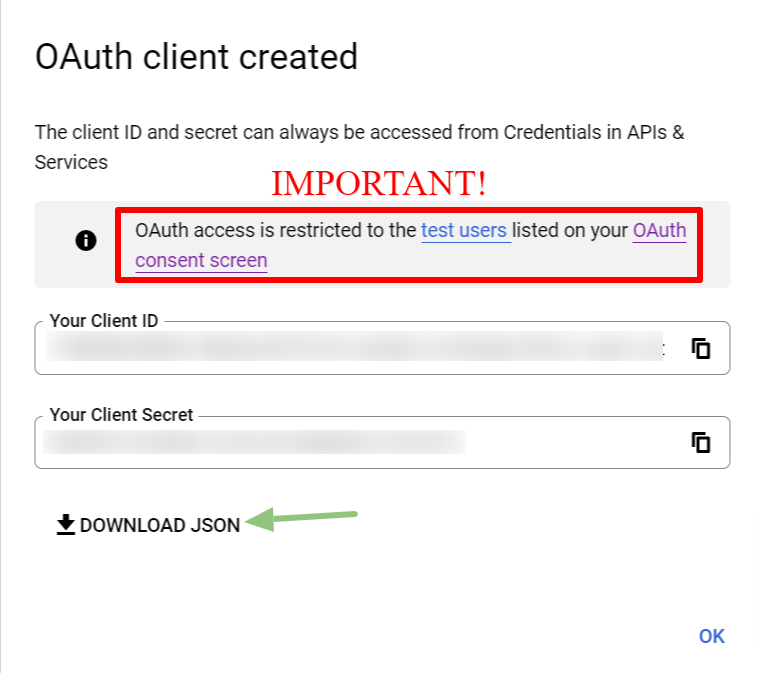 OAuth client created
The client ID and secret can always be accessed from Credentials in APIs &
Services
IMPORTANT!
OAuth access is restricted to the test users listed on your OAuth
consent screen
Your Client ID
Your Client Secret
DOWNLOAD JSON
OK